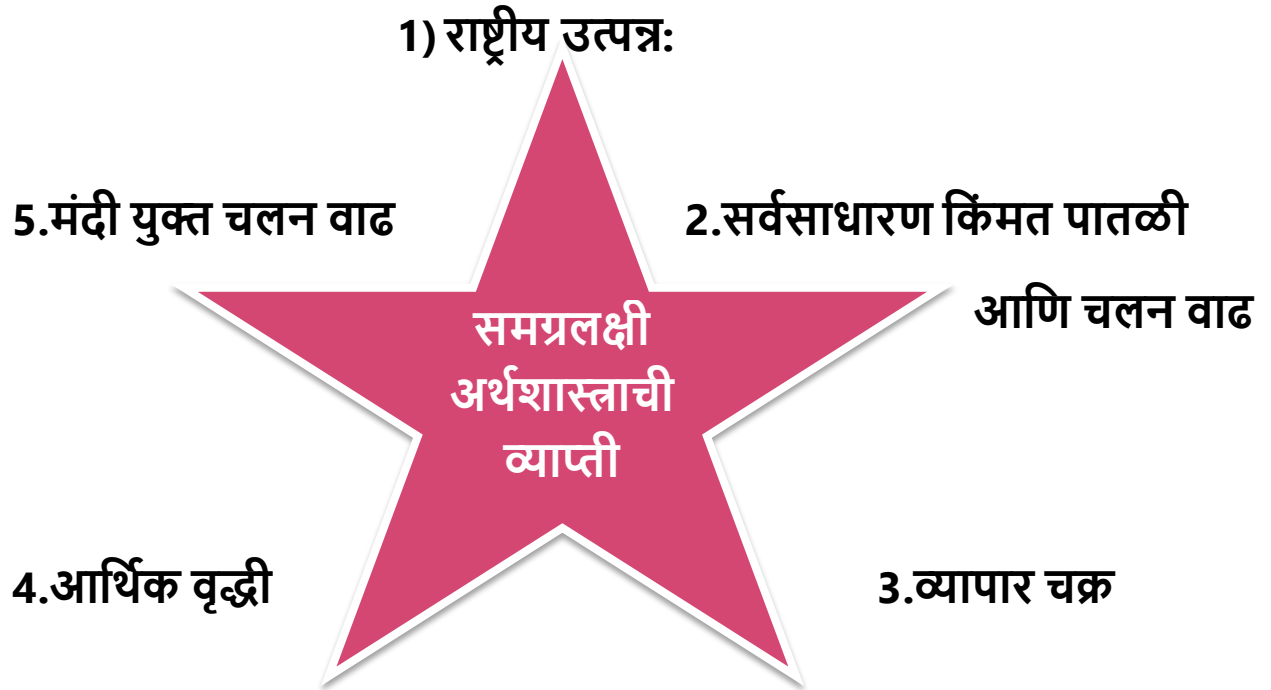 1) राष्ट्रीय उत्पन्न:
2.सर्वसाधारण किंमत पातळी
आणि चलन वाढ
3.व्यापार चक्र
4.आर्थिक वृद्धी
5.मंदी युक्त चलन वाढ
समग्रलक्षी
अर्थशास्त्राची
व्याप्ती